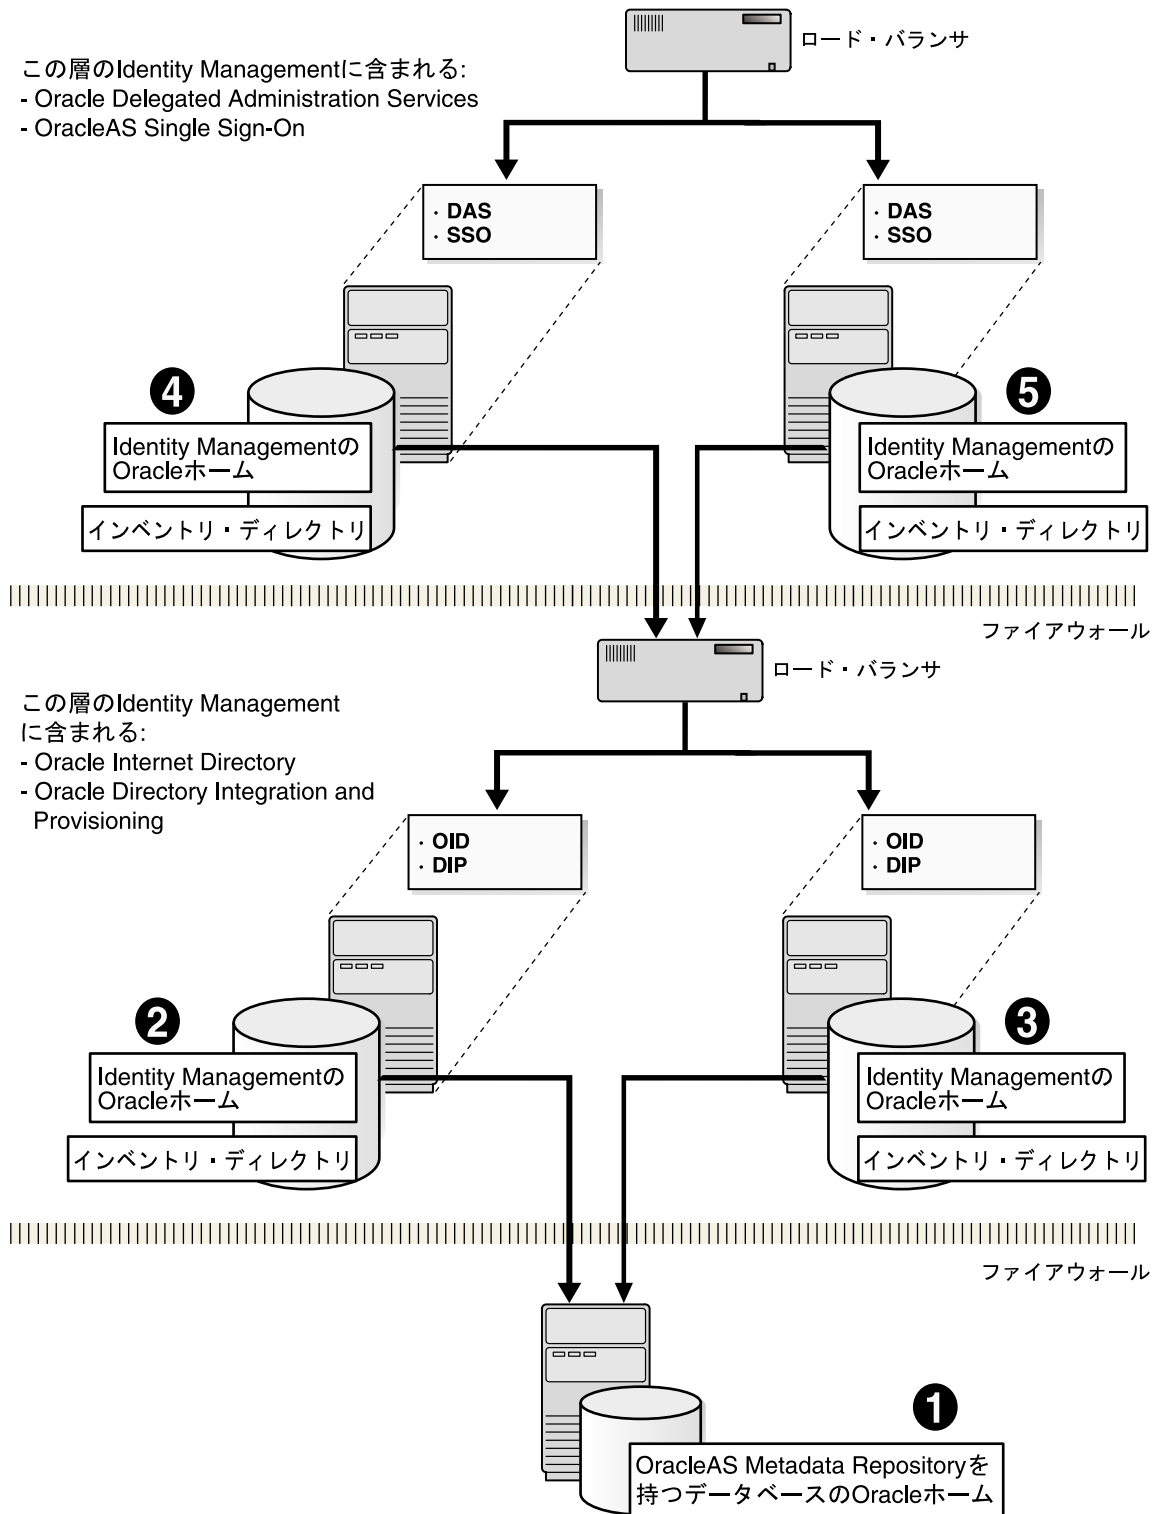 ロード・バランサ
この層のIdentity Managementに含まれる:
- Oracle Delegated Administration Services
- OracleAS Single Sign-On
・DAS
・SSO
・DAS
・SSO
4
Identity Managementの
Oracleホーム
インベントリ・ディレクトリ
5
Identity Managementの
Oracleホーム
インベントリ・ディレクトリ
ファイアウォール
ロード・バランサ
この層のIdentity Management
に含まれる:
- Oracle Internet Directory
- Oracle Directory Integration and
Provisioning
・OID
・DIP
・OID
・DIP
2
Identity Managementの
Oracleホーム
インベントリ・ディレクトリ
3
Identity Managementの
Oracleホーム
インベントリ・ディレクトリ
ファイアウォール
1
OracleAS Metadata Repositoryを
持つデータベースのOracleホーム